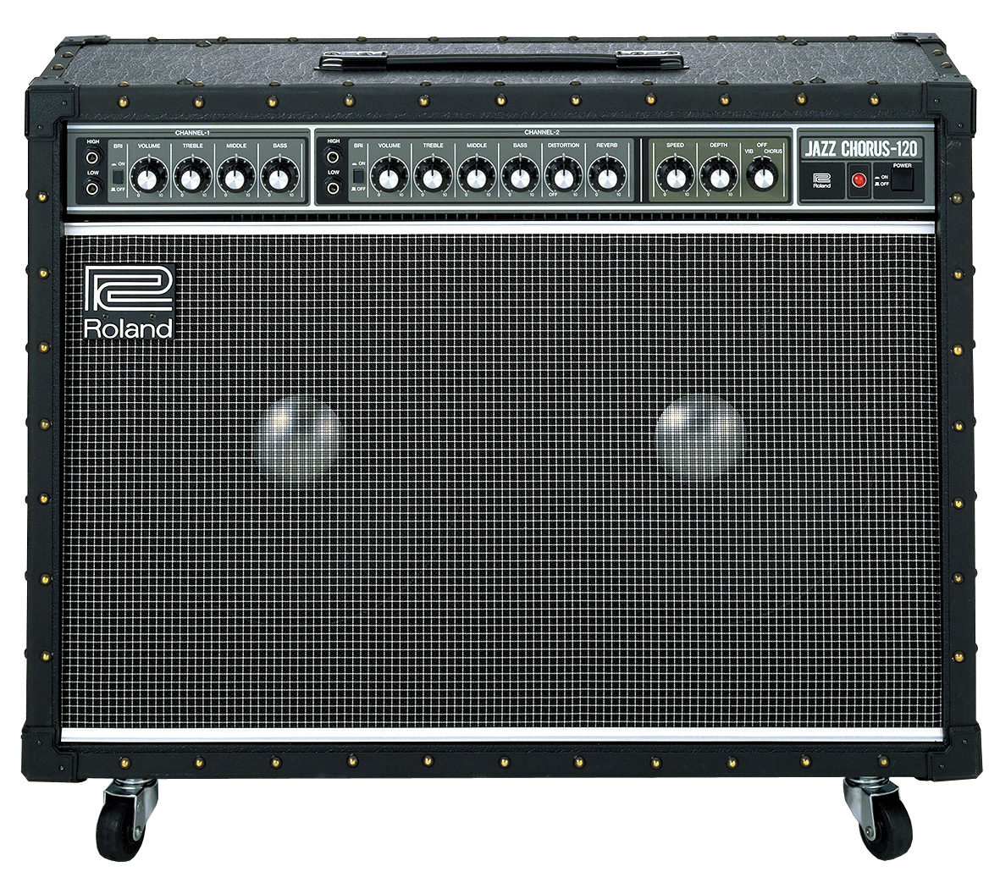 CHANNEL-1
HIGH
LOW
BRI
ON
OFF
VOLUME
TREBLE
MIDDLE
BASS
0 10
0 10
0 10
0 10
CHANNEL-2
HIGH
LOW
BRI
ON
OFF
VOLUME
TREBLE
MIDDLE
BASS
DISTORTION
REVERB
0 10
0 10
0 10
0 10
OFF 10
0 10
SPEED
DEPTH
OFF
VIB
CHORUS
0 10
0 10
JAZZ CHORUS-120
POWER
ON
OFF
Roland
Roland